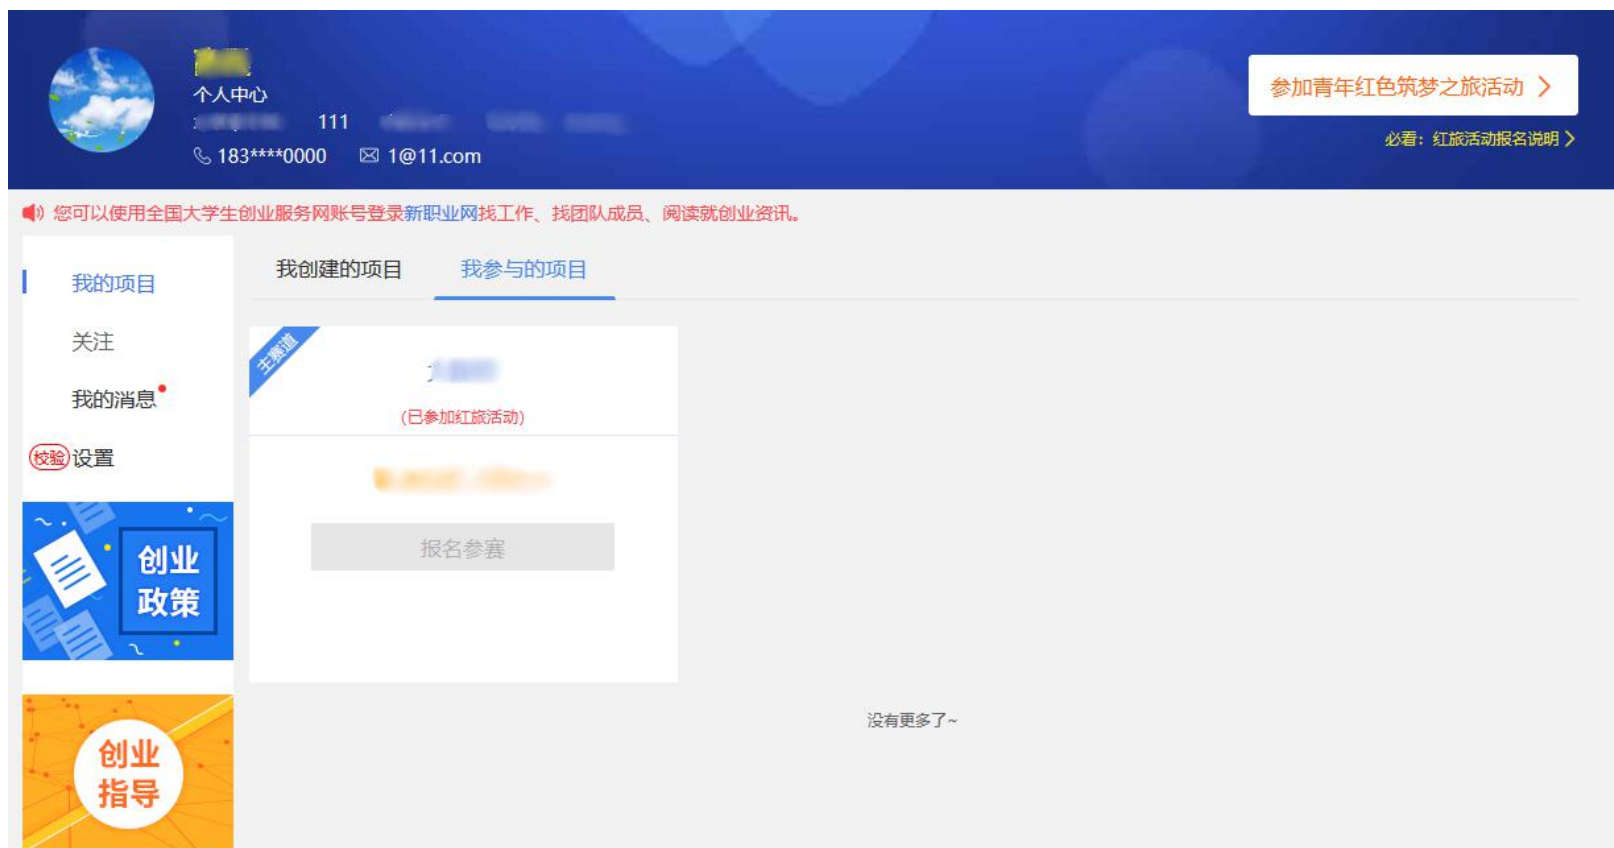 个人中心
111
183****0000 1@11.com
参加青年红色筑梦之旅活动
必看：红旅活动报名说明
您可以使用全国大学生创业服务网账号登录新职业网找工作、找团队成员、阅读就创业资讯。
我的项目
关注
我的消息
校验 设置
创业
政策
创业
指导
我创建的项目 我参与的项目
主赛道
(已参加红旅活动)
报名参赛
没有更多了~